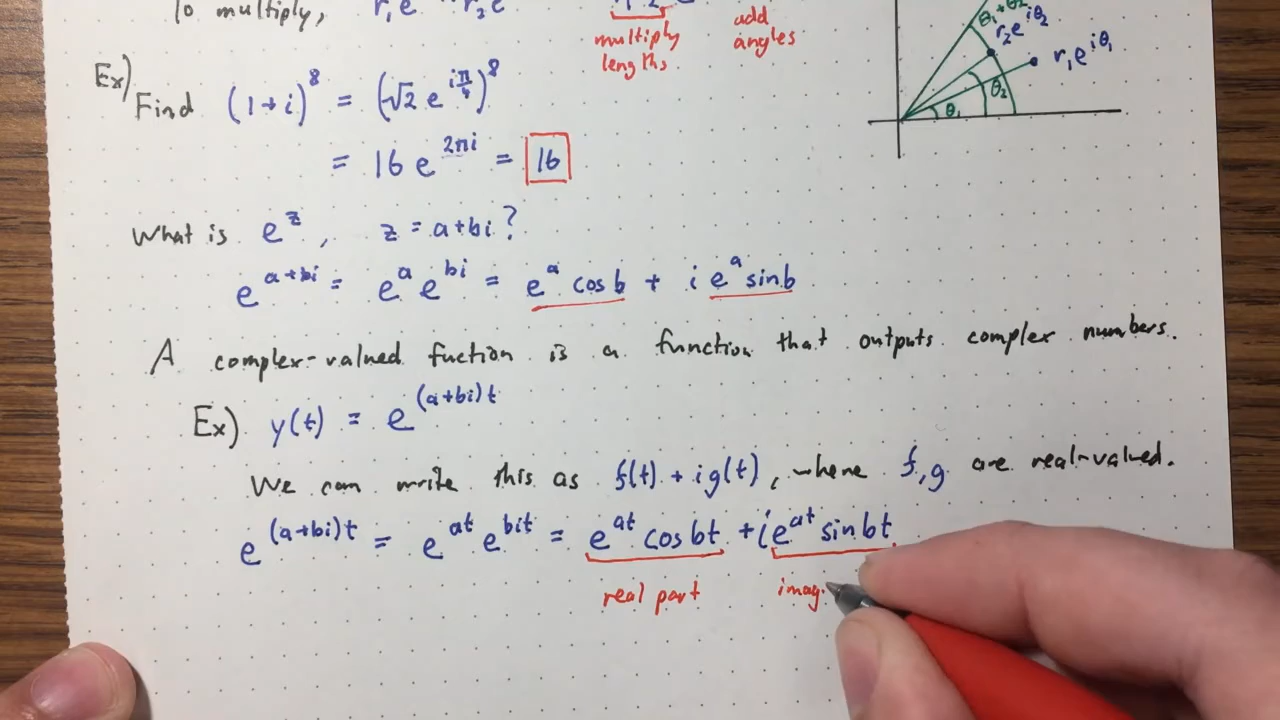 To multiply, r₁e r₂e
multiply lengths
add angles
θ₁+θ₂
r₂e^{iθ₂}
r₁e^{iθ₁}
θ₂
θ₁
Ex)
Find (1+i)^8 = (√2 e^{iπ/4})^8
= 16 e^{2πi} = 16
What is e^z, z = a+bi?
e^{a+bi} = e^a e^{bi} = e^a cos b + i e^a sin b
A complex-valued fuction is a function that outputs complex numbers.
Ex) y(t) = e^{(a+bi)t}
We can write this as f(t) + ig(t), where f,g are real-valued.
e^{(a+bi)t} = e^{at} e^{bit} = e^{at} cos bt + i e^{at} sin bt
real part imag.